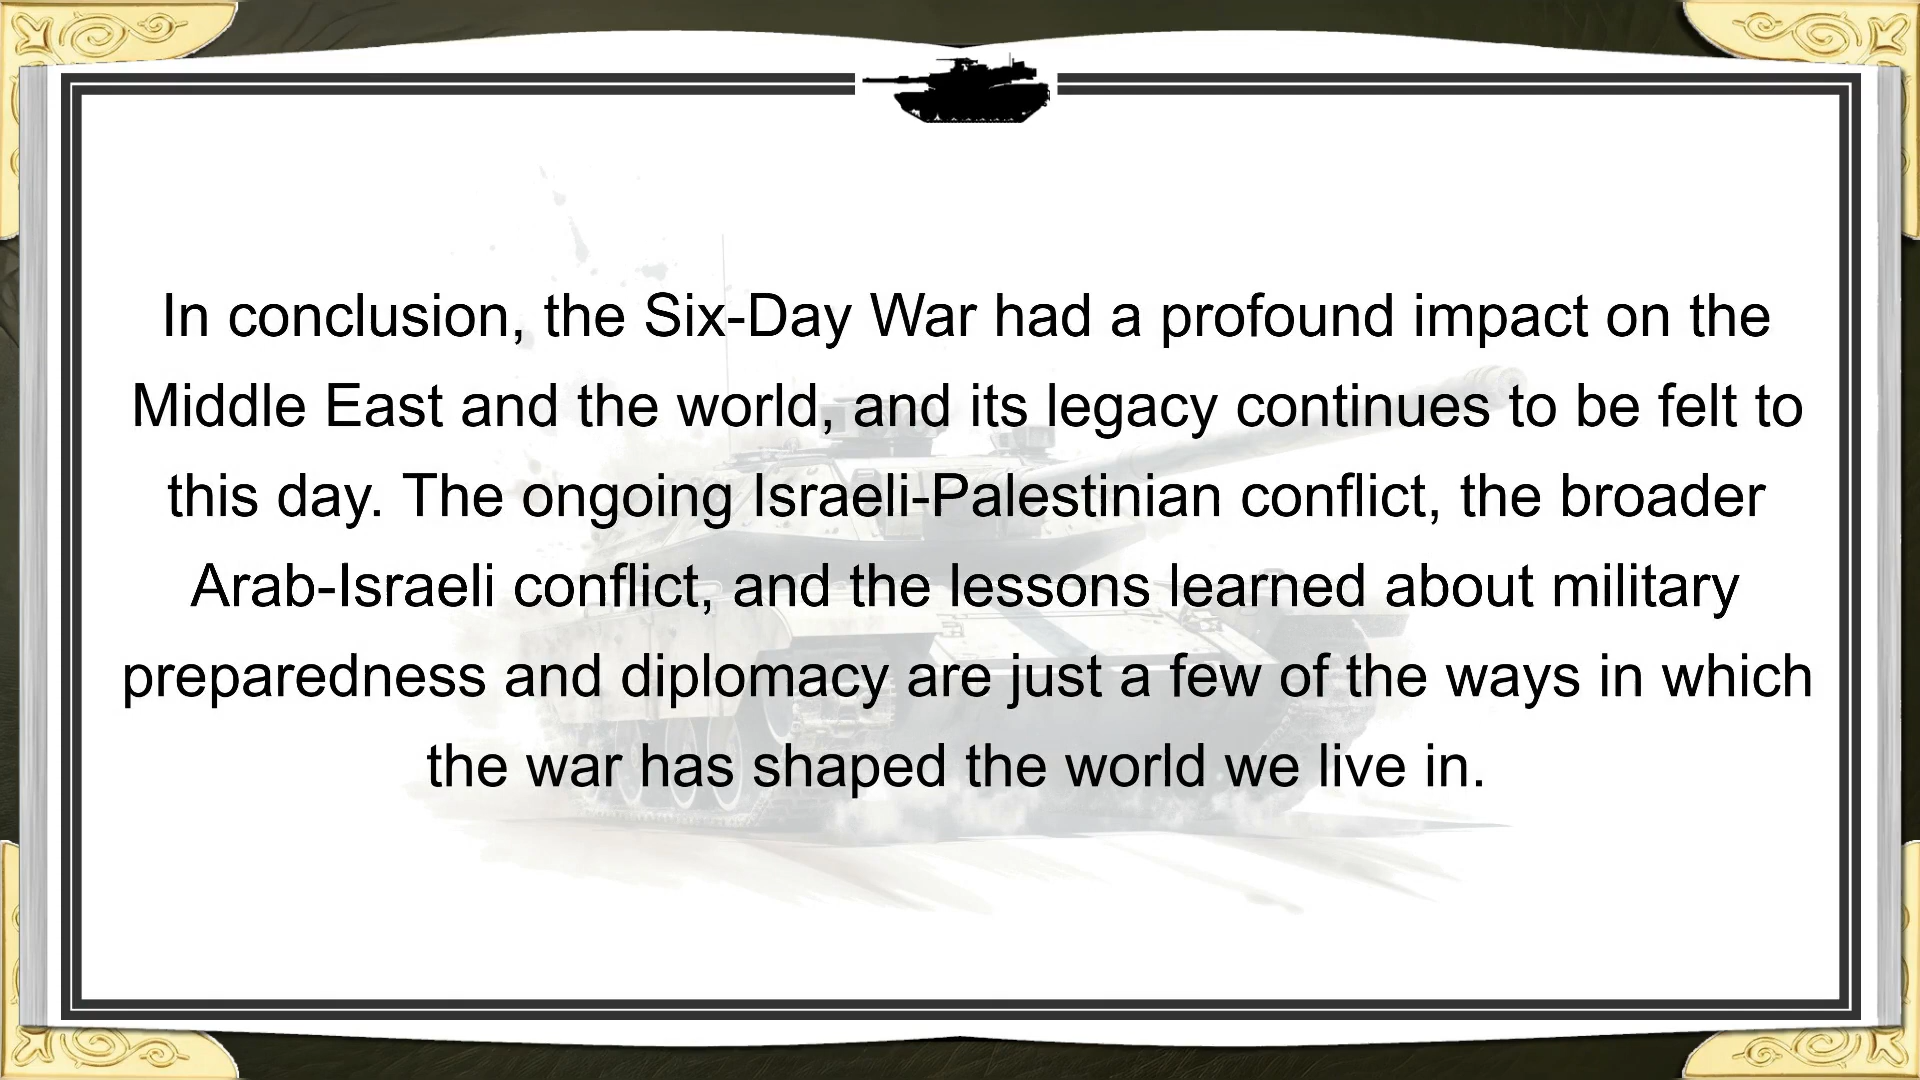 In conclusion, the Six-Day War had a profound impact on the
Middle East and the world, and its legacy continues to be felt to
this day. The ongoing Israeli-Palestinian conflict, the broader
Arab-Israeli conflict, and the lessons learned about military
preparedness and diplomacy are just a few of the ways in which
the war has shaped the world we live in.